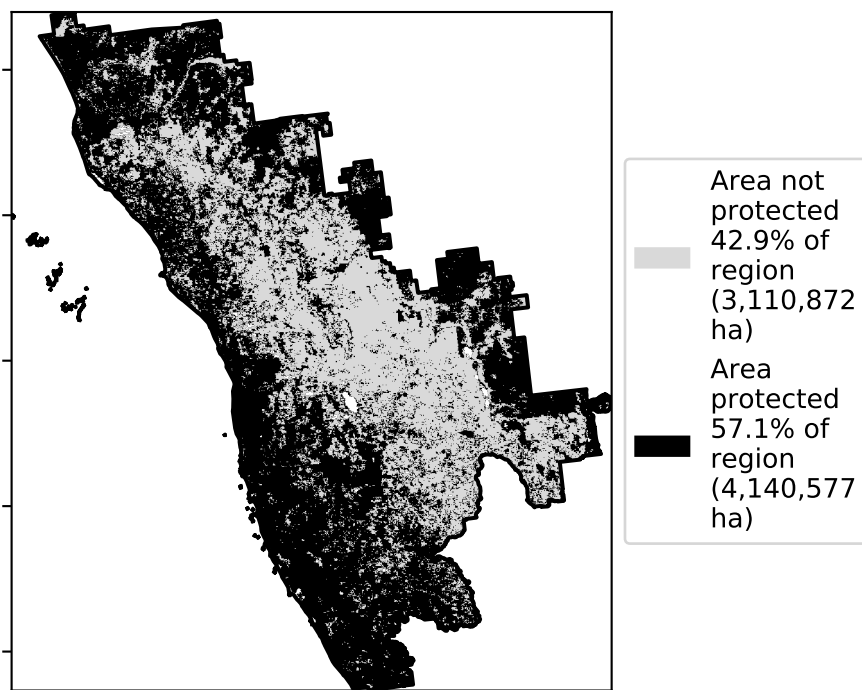 Area not
protected
42.9% of
region
(3,110,872
ha)
Area
protected
57.1% of
region
(4,140,577
ha)